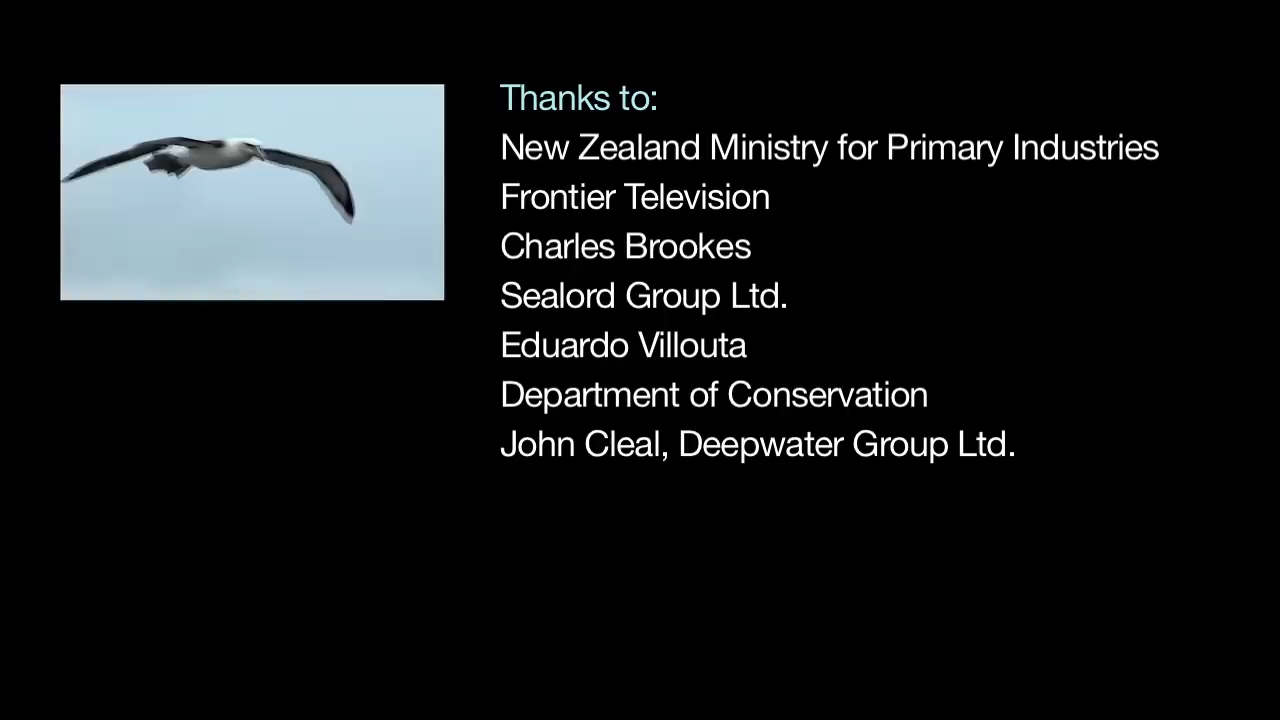 Thanks to:
New Zealand Ministry for Primary Industries
Frontier Television
Charles Brookes
Sealord Group Ltd.
Eduardo Villouta
Department of Conservation
John Cleal, Deepwater Group Ltd.